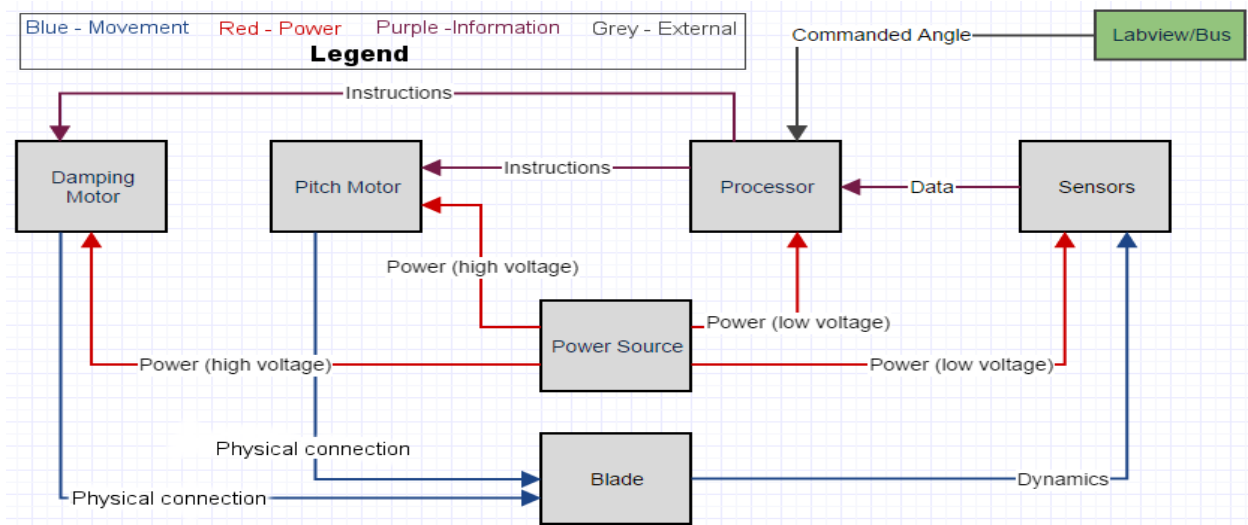 Blue - Movement Red - Power Purple -Information Grey - External
Legend
Commanded Angle
Labview/Bus
Instructions
Damping
Motor
Pitch Motor
Instructions
Processor
Data
Sensors
Power (high voltage)
Power Source
Power (low voltage)
Power (high voltage)
Power (low voltage)
Physical connection
Blade
Dynamics
Physical connection